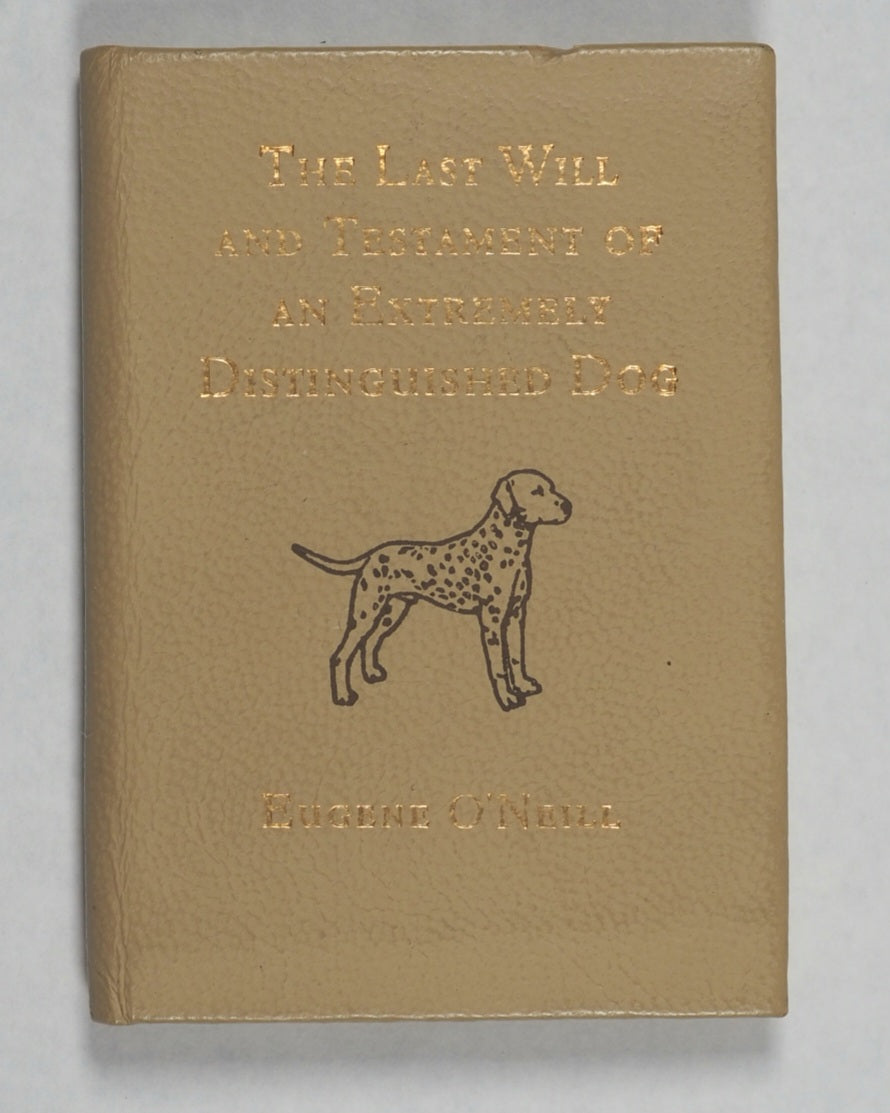 The Last Will
and Testament of
an Extremely
Distinguished Dog
Eugene O'Neill